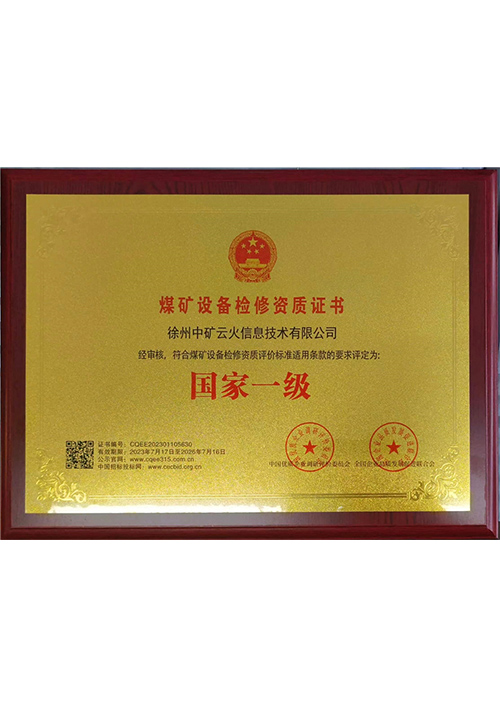 煤矿设备检修资质证书
徐州中矿云火信息技术有限公司
经审核，符合煤矿设备检修资质评价标准适用条款的要求评定为:
国家一级
证书编号：CQEE202301105630
有效期限：2023年7月17日至2026年7月16日
公示官网：www.cqee315.com.cn
中国招标投标网：www.cecbid.org.cn